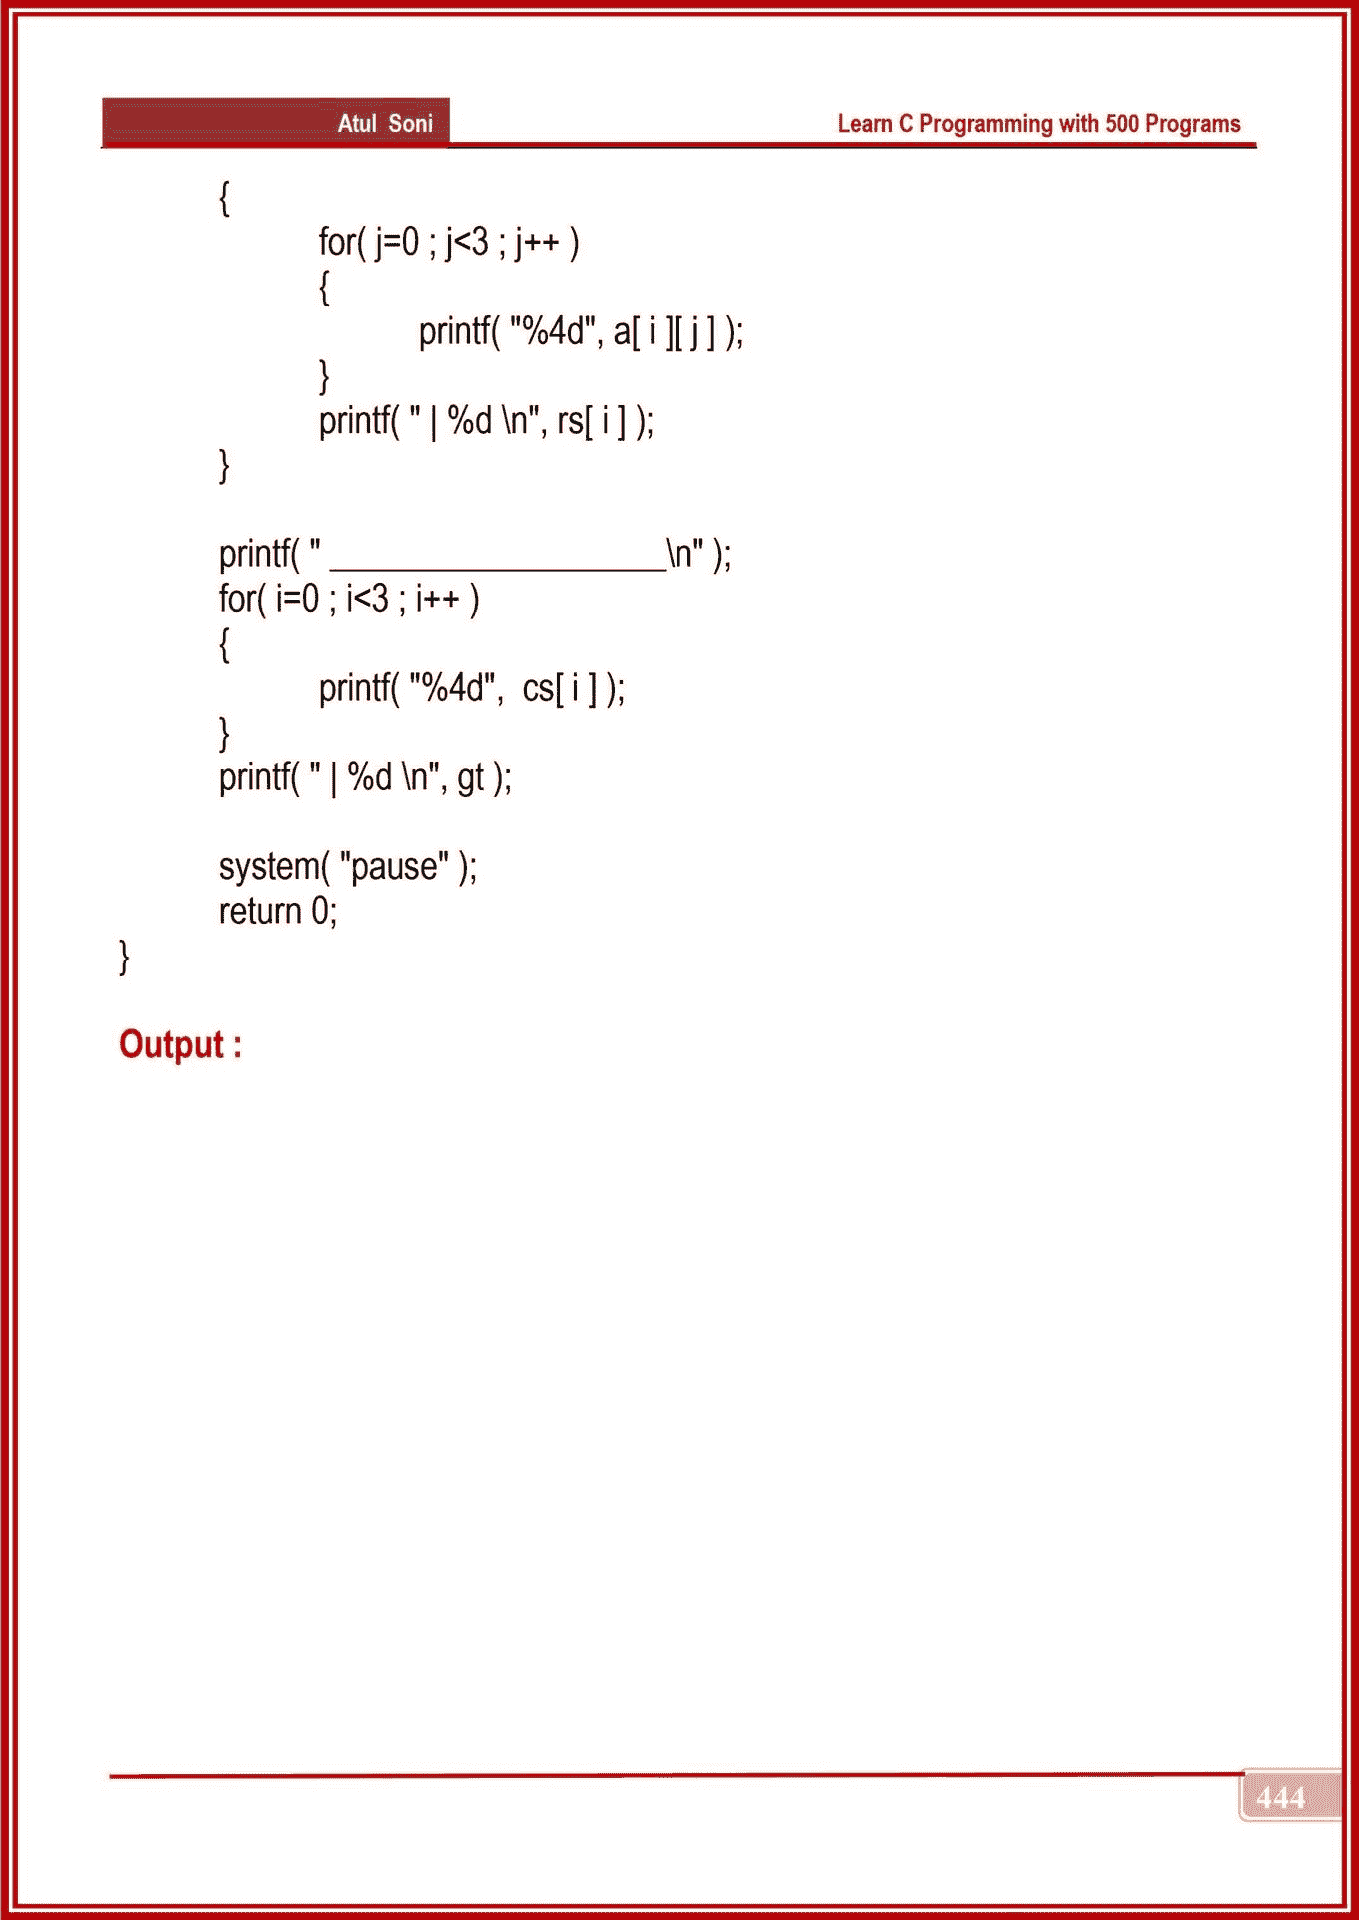 Atul  Soni
Learn C Programming with 500 Programs
{
for( j=0 ; j<3 ; j++ )
{
printf( "%4d", a[ i ][ j ] );
}
printf( " | %d \n", rs[ i ] );
}
printf( " __________________\n" );
for( i=0 ; i<3 ; i++ )
{
printf( "%4d",  cs[ i ] );
}
printf( " | %d \n", gt );
system( "pause" );
return 0;
}
Output :
444